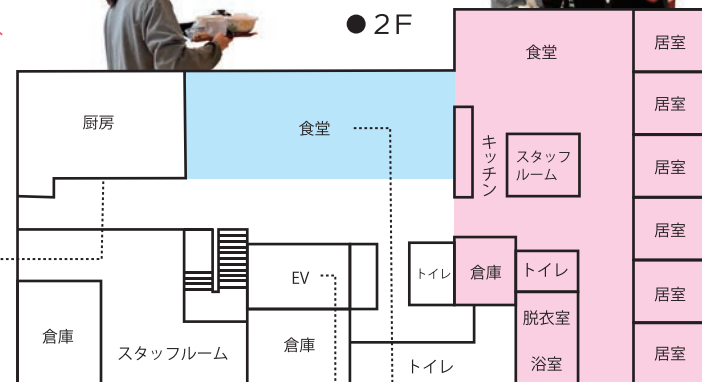 ●2F
食堂
居室
居室
厨房
食堂
キッチン
スタッフ
ルーム
居室
居室
トイレ
倉庫
トイレ
EV
居室
脱衣室
倉庫
スタッフルーム
倉庫
トイレ
浴室
居室